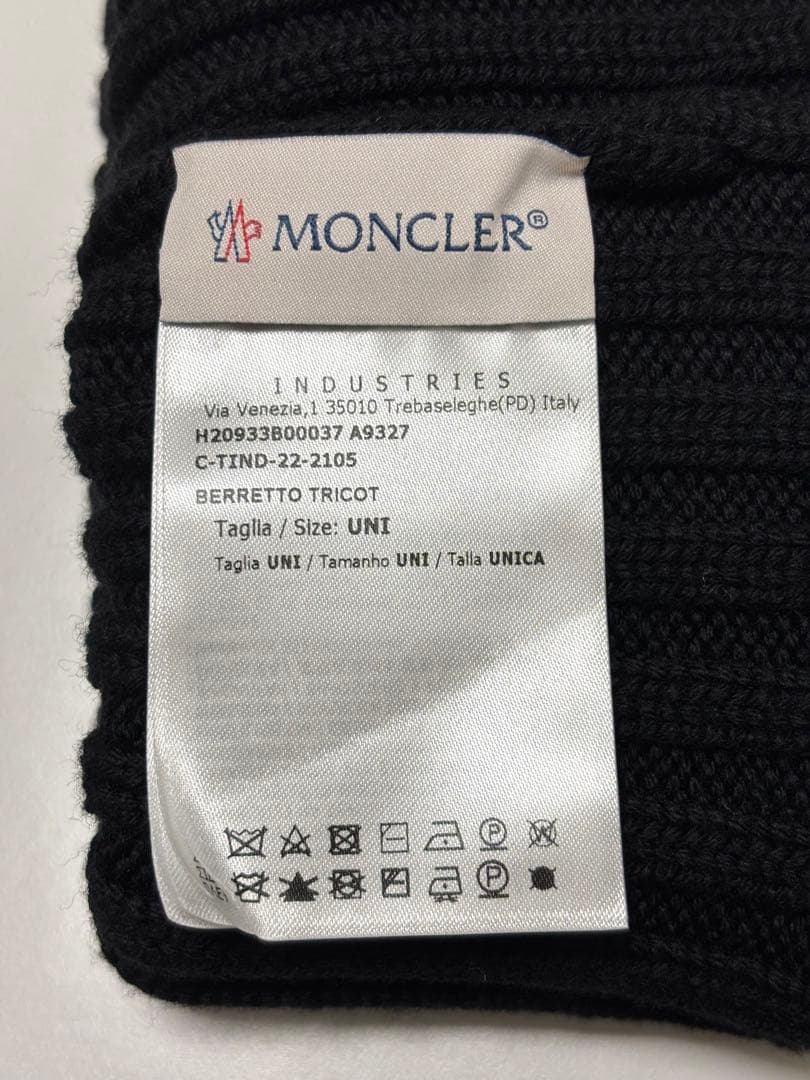 MONCLER®
INDUSTRIES
Via Venezia,1 35010 Trebaseleghe(PD) Italy
H20933B00037 A9327
C-TIND-22-2105
BERRETTO TRICOT
Taglia / Size: UNI
Taglia UNI / Tamanho UNI / Talla UNICA
P
W
P